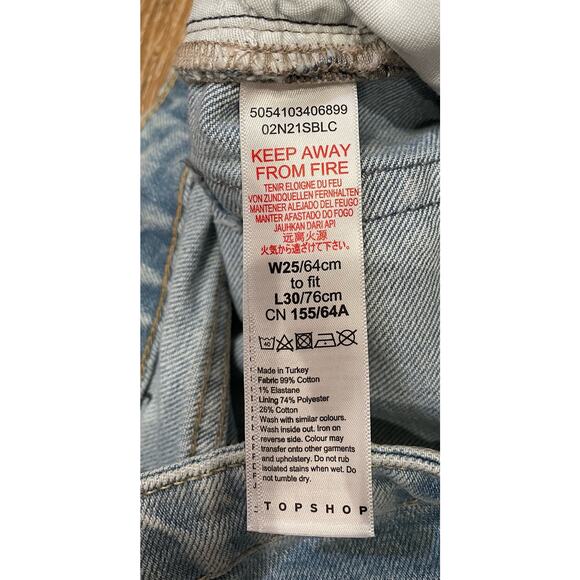 5054103406899
02N21SBLC
KEEP AWAY
FROM FIRE
TENIR ELOIGNE DU FEU
VON ZUNDQUELLEN FERNHALTEN
MANTENER ALEJADO DEL FEUGO
MANTER AFASTADO DO FOGO
JAUHKAN DARI API
远离火源
火気から遠ざけて下さい。
W25/64cm
to fit
L30/76cm
CN 155/64A
40
Made in Turkey
Fabric 99% Cotton
1% Elastane
Lining 74% Polyester
26% Cotton
Wash with similar colours.
Wash inside out. Iron on
reverse side. Colour may
transfer onto other garments
and upholstery. Do not rub
isolated stains when wet. Do
not tumble dry.
TOPSHOP